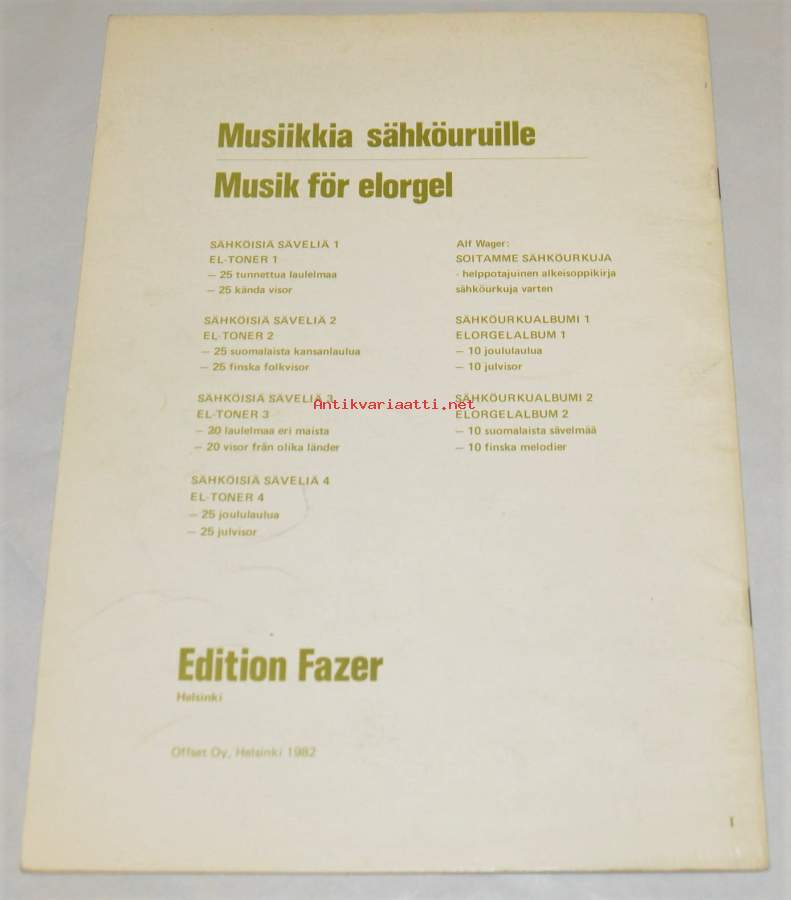 Musiikkia sähköuruille
Musik för elorgel
SÄHKÖISIÄ SÄVELIÄ 1
EL-TONER 1
— 25 tunnettua laulelmaa
— 25 kända visor
SÄHKÖISIÄ SÄVELIÄ 2
EL-TONER 2
— 25 suomalaista kansanlaulua
— 25 finska folkvisor
SÄHKÖISIÄ SÄVELIÄ 3
EL-TONER 3
— 20 laulelmaa eri maista
— 20 visor från olika länder
SÄHKÖISIÄ SÄVELIÄ 4
EL-TONER 4
— 25 joululaulua
— 25 julvisor
Alf Wager:
SOITAMME SÄHKÖURKUJA
- helppotajuinen alkeisoppikirja
sähköurkuja varten
SÄHKÖURKUALBUMI 1
ELORGELALBUM 1
— 10 joululaulua
— 10 julvisor
SÄHKÖURKUALBUMI 2
ELORGELALBUM 2
— 10 suomalaista sävelmää
— 10 finska melodier
Antikvariaatti.net
Edition Fazer
Helsinki
Offset Oy, Helsinki 1982